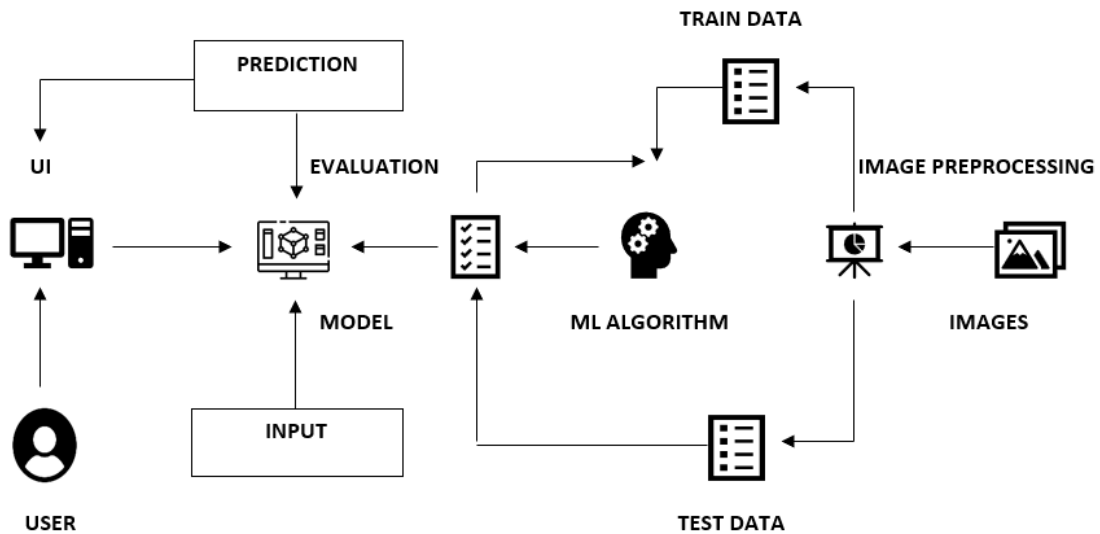 TRAIN DATA
PREDICTION
UI
EVALUATION
IMAGE PREPROCESSING
MODEL
ML ALGORITHM
IMAGES
INPUT
USER
TEST DATA